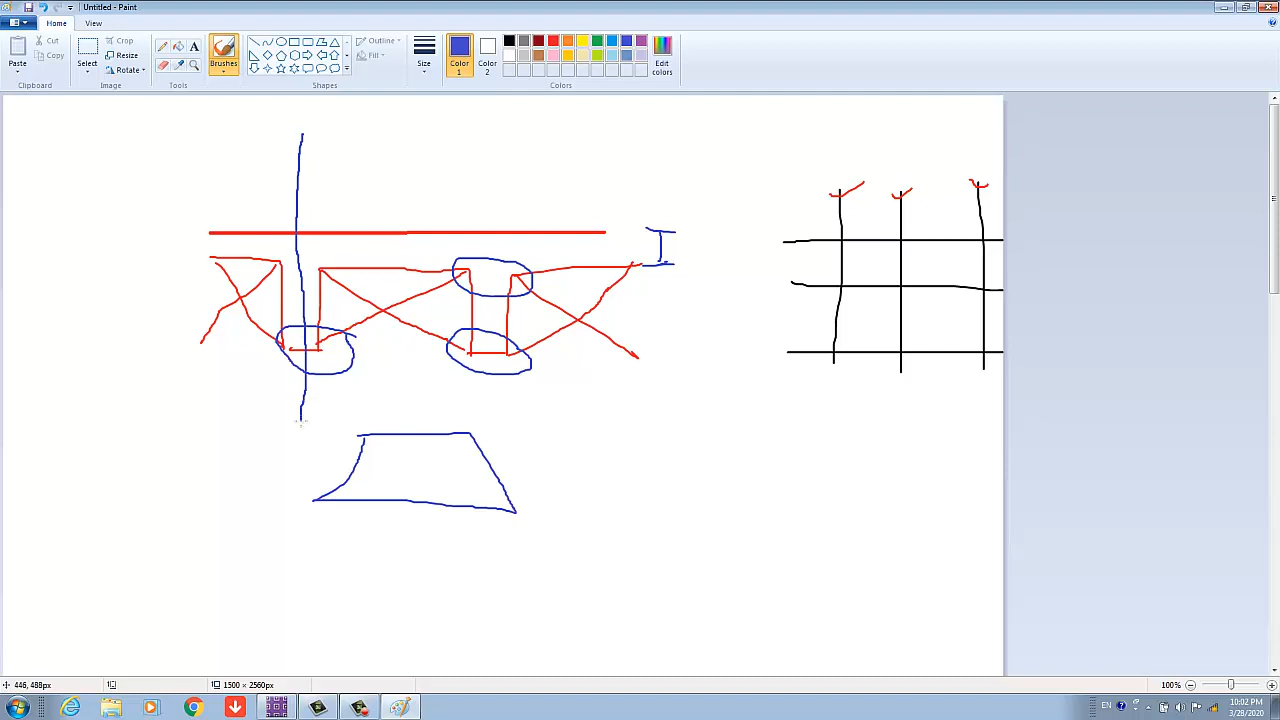 Untitled - Paint
Home
View
Paste
Cut
Copy
Clipboard
Select
Crop
Resize
Rotate
Image
A
Tools
Brushes
Outline
Fill
Shapes
Size
Color
1
Color
2
Edit
colors
Colors
I
446, 488px
1500 × 2560px
100%
EN
10:02 PM
3/28/2020